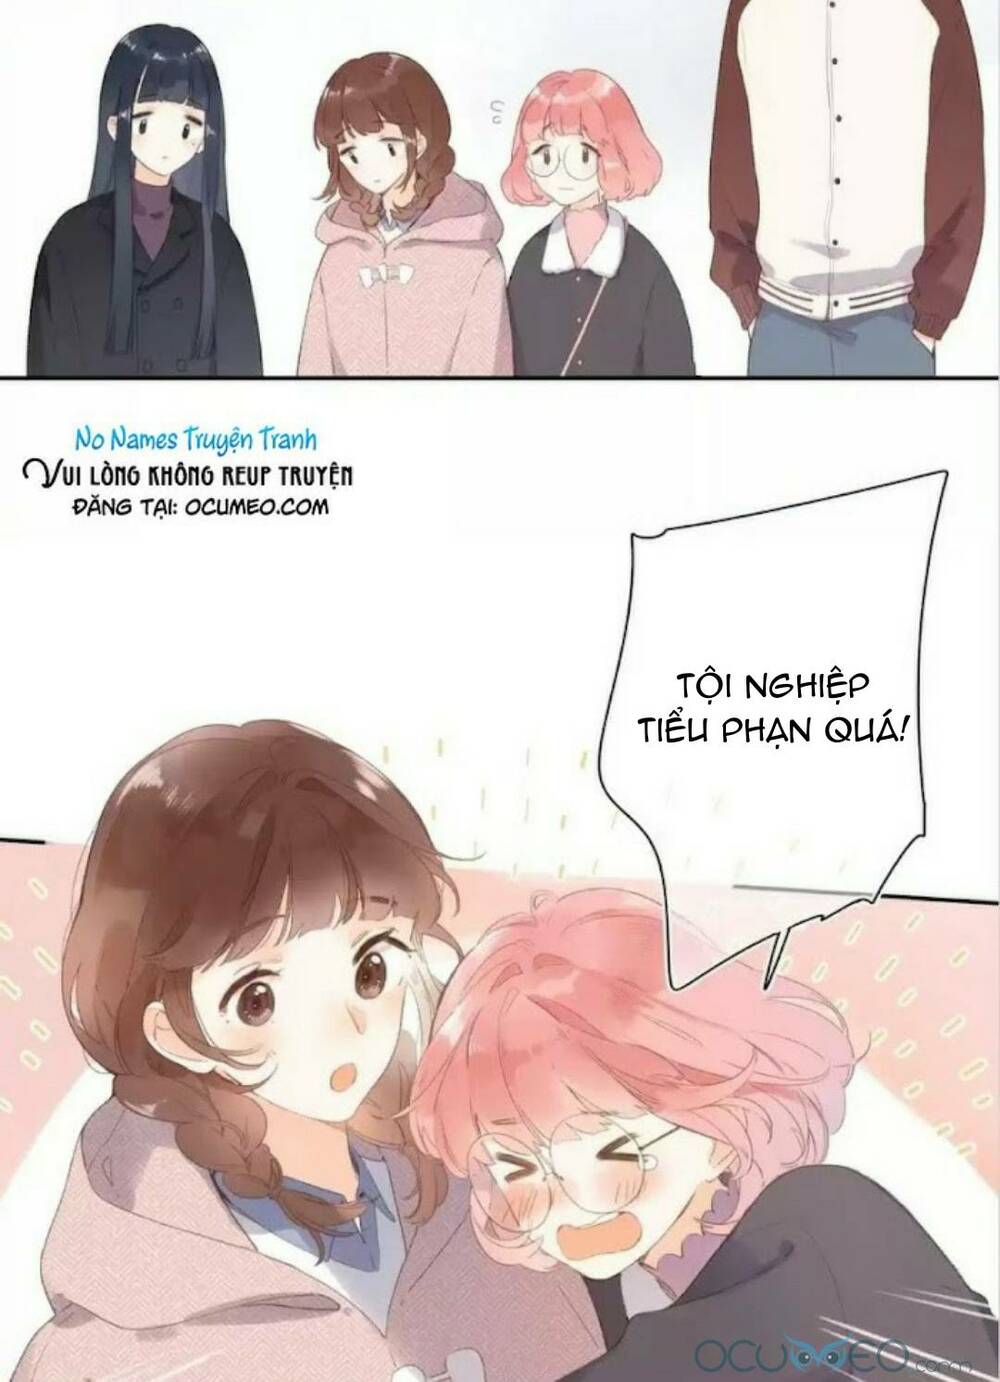 No Names Truyện Tranh
Vui lòng không reup truyện
Đăng tại: ocumeo.com
TỘI NGHIỆP
TIỂU PHẠN QUÁ!
OCUMEO.com